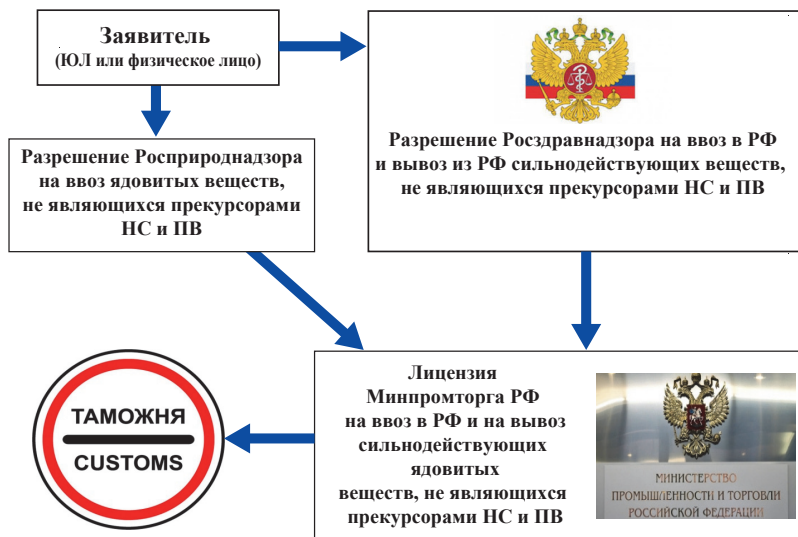 Заявитель
(ЮЛ или физическое лицо)
Разрешение Росздравнадзора на ввоз в РФ
и вывоз из РФ сильнодействующих веществ,
не являющихся прекурсорами НС и ПВ
Разрешение Росприроднадзора
на ввоз ядовитых веществ,
не являющихся прекурсорами
НС и ПВ
Лицензия
Минпромторга РФ
на ввоз в РФ и на вывоз
сильнодействующих
ядовитых
веществ, не являющихся
прекурсорами НС и ПВ
МИНИСТЕРСТВО
ПРОМЫШЛЕННОСТИ И ТОРГОВЛИ
РОССИЙСКОЙ ФЕДЕРАЦИИ
ТАМОЖНЯ
CUSTOMS